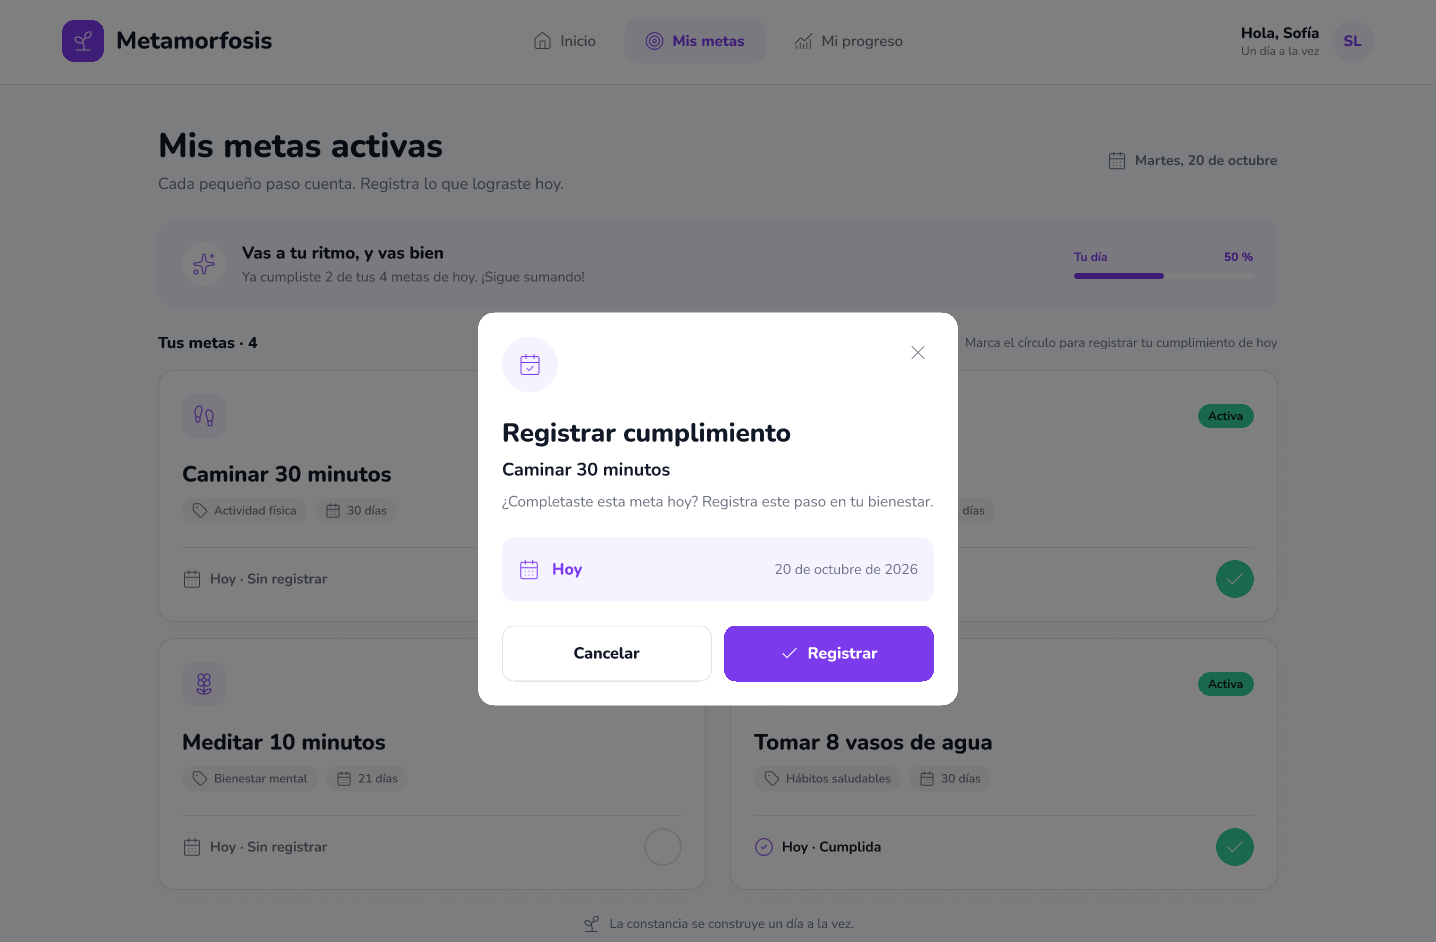 Metamorfosis
Inicio
Mis metas
Mi progreso
Hola, Sofía
Un día a la vez
SL
Mis metas activas
Cada pequeño paso cuenta. Registra lo que lograste hoy.
Martes, 20 de octubre
Vas a tu ritmo, y vas bien
Ya cumpliste 2 de tus 4 metas de hoy. ¡Sigue sumando!
Tu día
50 %
Tus metas · 4
Marca el círculo para registrar tu cumplimiento de hoy
Caminar 30 minutos
Actividad física
30 días
Hoy · Sin registrar
Activa
días
Registrar cumplimiento
Caminar 30 minutos
¿Completaste esta meta hoy? Registra este paso en tu bienestar.
Hoy
20 de octubre de 2026
Cancelar
Registrar
Meditar 10 minutos
Bienestar mental
21 días
Hoy · Sin registrar
Activa
Tomar 8 vasos de agua
Hábitos saludables
30 días
Hoy · Cumplida
La constancia se construye un día a la vez.